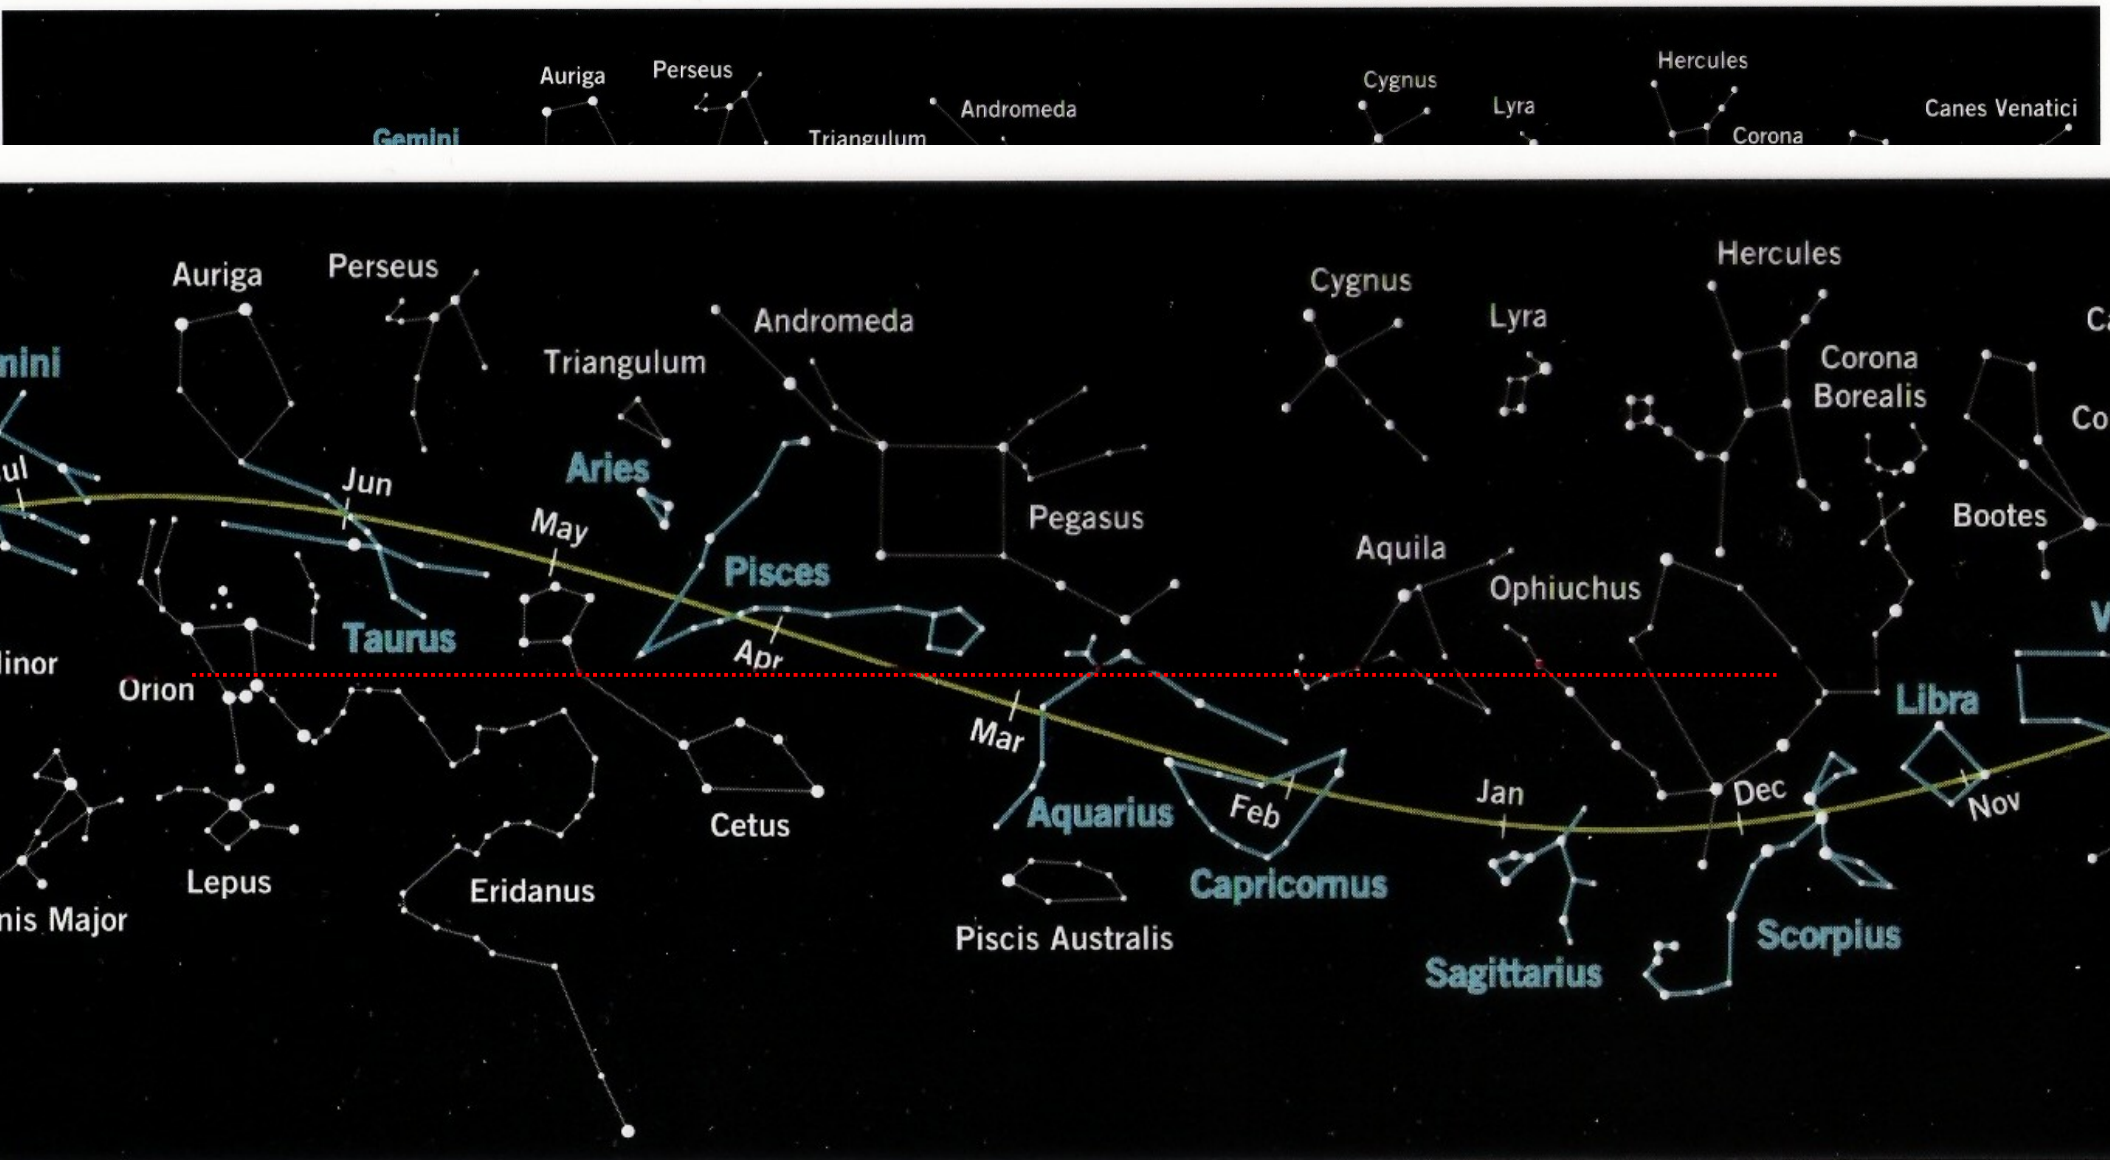 Hercules
Perseus
Auriga
Cygnus
Andromeda
Lyra
Canes Venatici
Gemini
Triangulum
Corona
Hercules
Perseus
Auriga
Cygnus
Lyra
Andromeda
Triangulum
Corona
Borealis
Aries
Jun
May
Pegasus
Bootes
Aquila
Pisces
Ophiuchus
Taurus
Apr
Orion
Libra
Mar
Jan
Dec
Feb
Nov
Aquarius
Cetus
Lepus
Eridanus
Capricornus
Piscis Australis
Scorpius
Sagittarius
nis Major
linor
mini
ul
Co
V